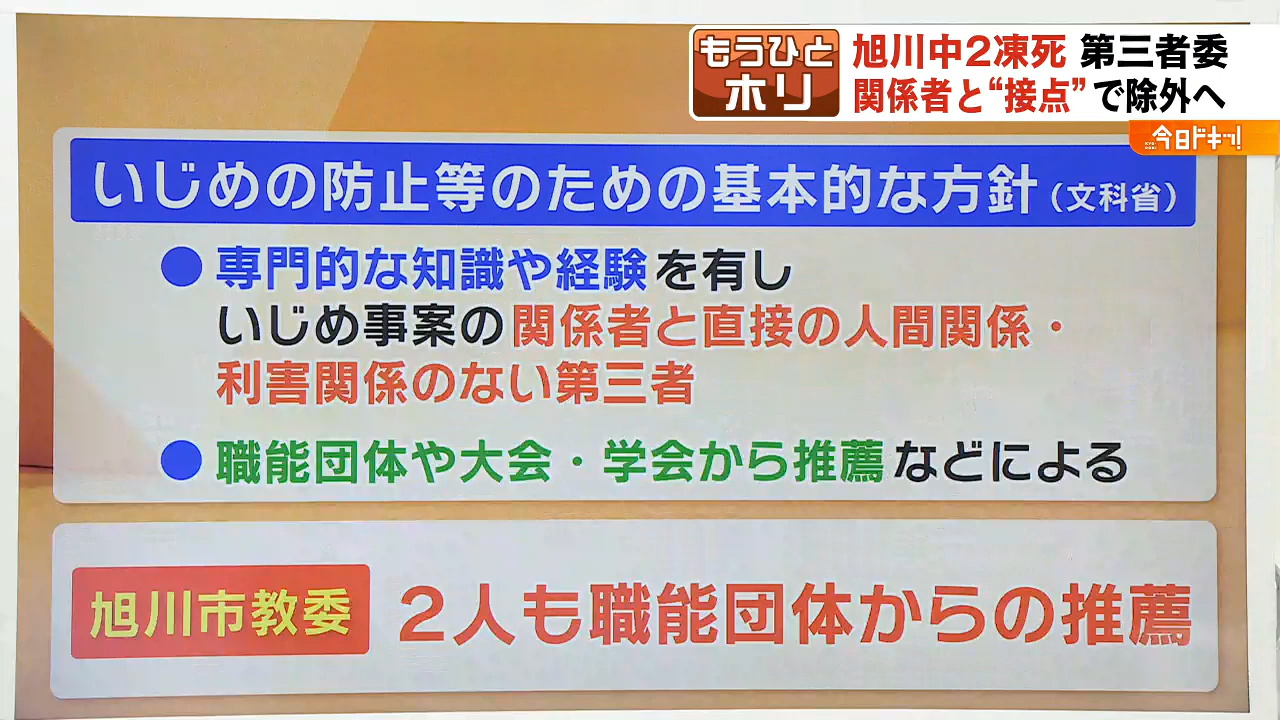 もうひと
ホリ
旭川中2凍死 第三者委
関係者と“接点”で除外へ
今日ドキッ!
いじめの防止等のための基本的な方針(文科省)
●専門的な知識や経験を有し
いじめ事案の関係者と直接の人間関係・
利害関係のない第三者
●職能団体や大会・学会から推薦などによる
旭川市教委
2人も職能団体からの推薦